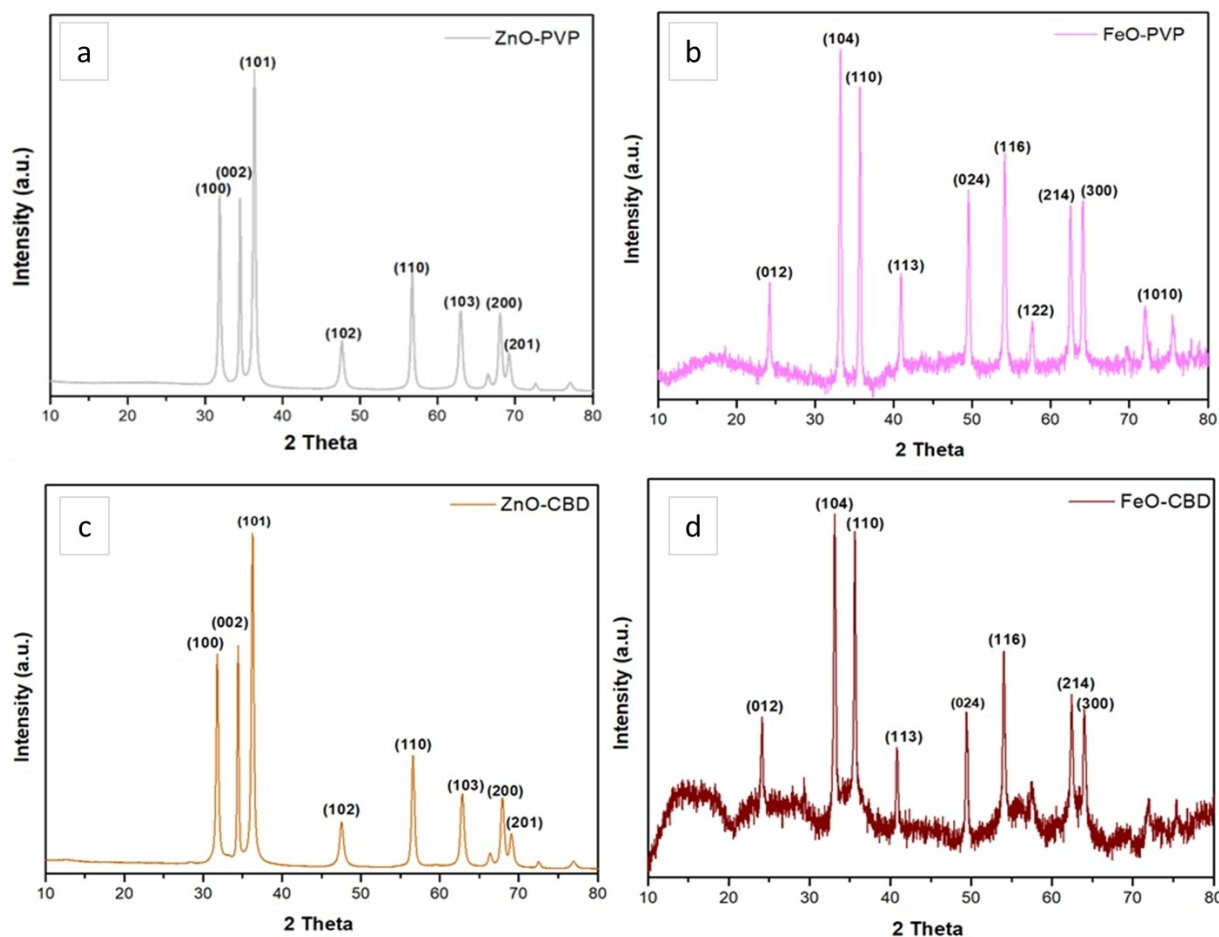 a
ZnO-PVP
(101)
(002)
(100)
(110)
(103)
(200)
(102)
(201)
Intensity (a.u.)
10 20 30 40 50 60 70 80
2 Theta
b
FeO-PVP
(104)
(110)
(116)
(024)
(214)
(300)
(012)
(113)
(122)
(1010)
Intensity (a.u.)
10 20 30 40 50 60 70 80
2 Theta
c
ZnO-CBD
(101)
(002)
(100)
(110)
(103)
(200)
(102)
(201)
Intensity (a.u.)
10 20 30 40 50 60 70 80
2 Theta
d
FeO-CBD
(104)
(110)
(116)
(214)
(012)
(024)
(300)
(113)
Intensity (a.u.)
10 20 30 40 50 60 70 80
2 Theta